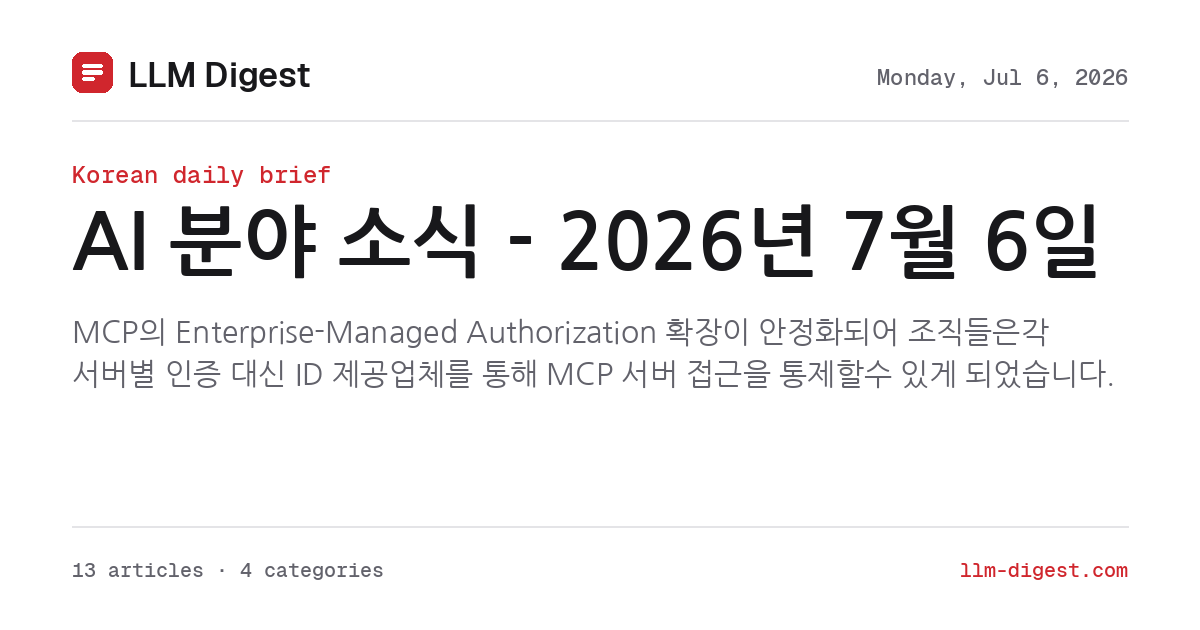 LLM Digest
Monday, Jul 6, 2026
Korean daily brief
AI 분야 소식 - 2026년 7월 6일
MCP의 Enterprise-Managed Authorization 확장이 안정화되어 조직들은각
서버별 인증 대신 ID 제공업체를 통해 MCP 서버 접근을 통제할수 있게 되었습니다.
13 articles · 4 categories
llm-digest.com